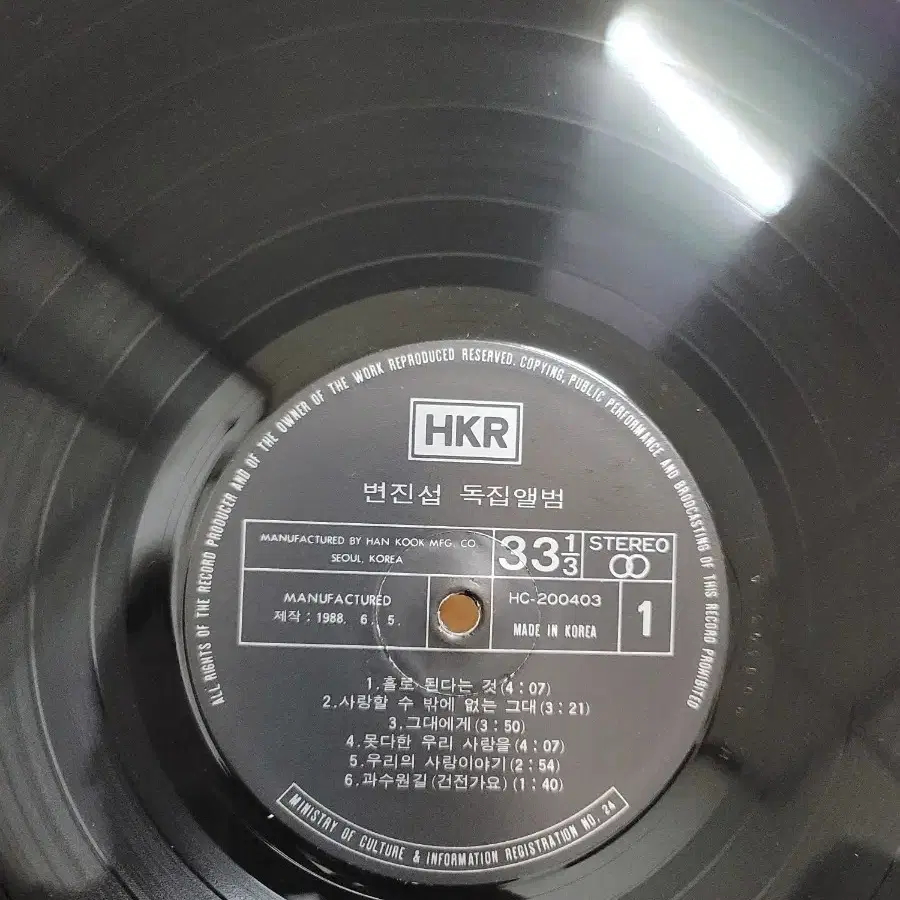 ALL RIGHTS OF THE RECORD PRODUCER AND OF THE OWNER OF THE WORK REPRODUCED RESERVED. COPYING, PUBLIC PERFORMANCE AND BRODCASTING OF THIS RECORD PROHIBITED
HKR
변진섭 독집앨범
MANUFACTURED BY HAN KOOK MFG. CO.
SEOUL, KOREA
33 1/3
STEREO
MANUFACTURED
제작 : 1988. 6. 5.
HC-200403
MADE IN KOREA
1
1.홀로 된다는 것(4:07)
2.사랑할 수 밖에 없는 그대(3:21)
3.그대에게(3:50)
4.못다한 우리 사랑을(4:07)
5.우리의 사랑이야기(2:54)
6.과수원길(건전가요)(1:40)
MINISTRY OF CULTURE & INFORMATION REGISTRATION NO. 24